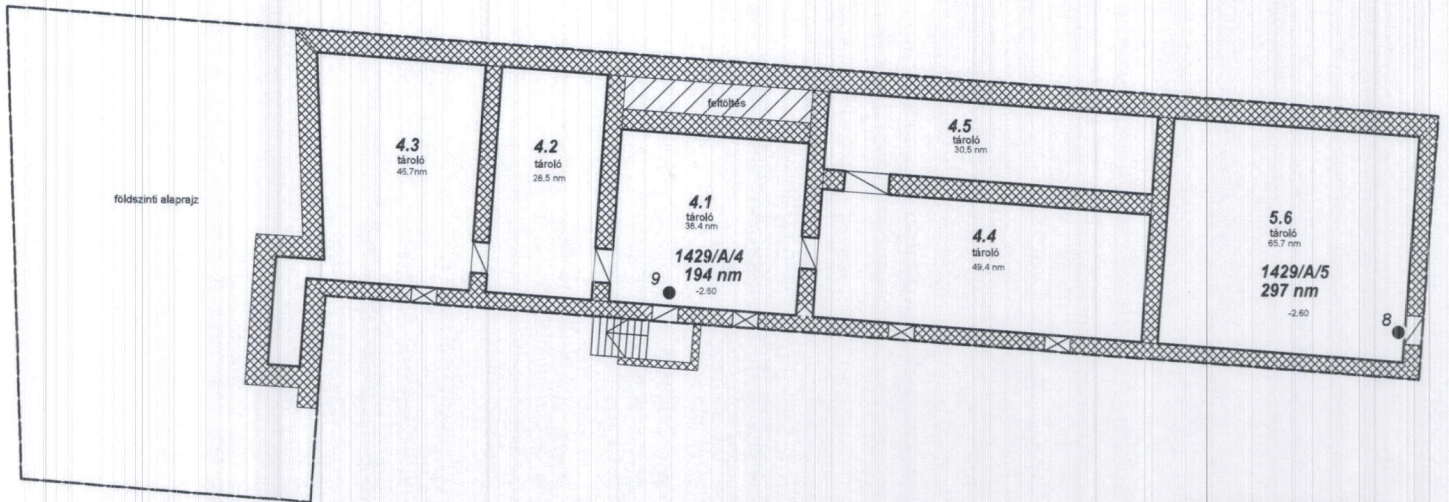 földszinti alaprajz
4.3
tároló
46,7nm
4.2
tároló
28,5 nm
feltöltés
4.1
tároló
38,4 nm
1429/A/4
194 nm
-2.60
9
4.5
tároló
30,5 nm
4.4
tároló
49,4 nm
5.6
tároló
65,7 nm
1429/A/5
297 nm
-2.60
8